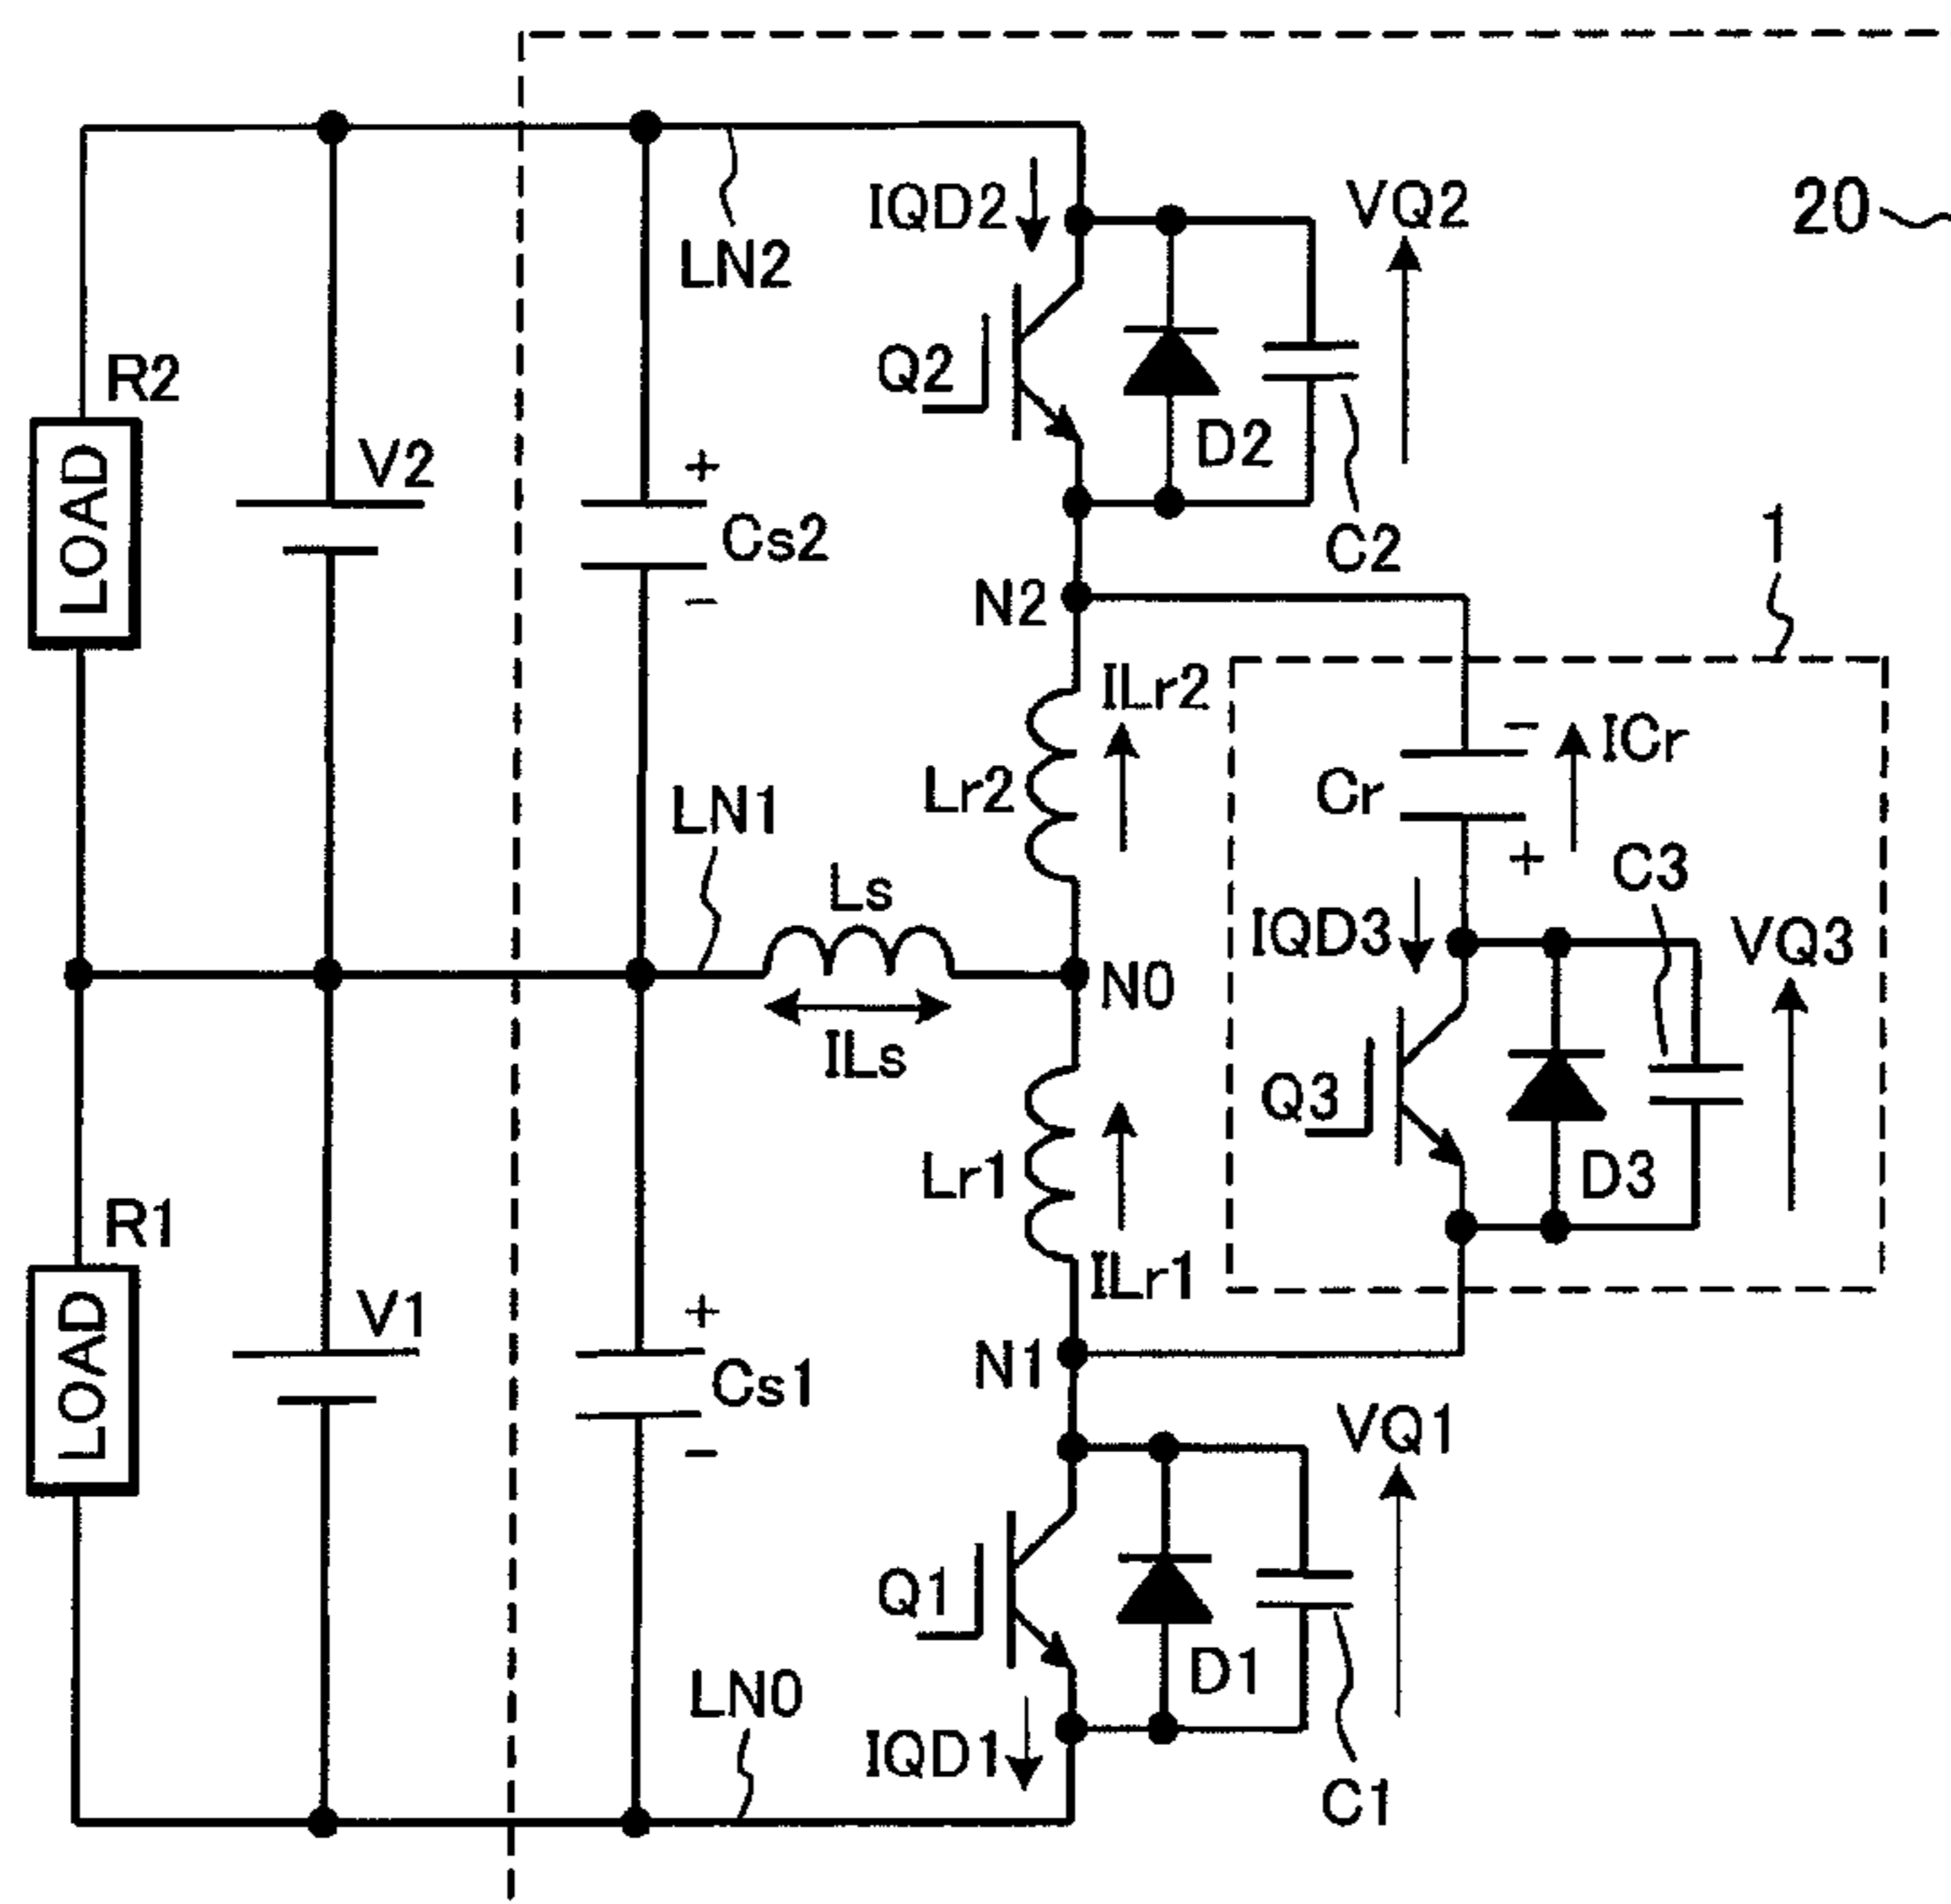 IQD2
VQ2
20
LN2
R2
Q2
LOAD
V2
D2
+
Cs2
-
C2
1
N2
ILr2
-
ICr
Lr2
Cr
LN1
+
C3
Ls
IQD3
VQ3
N0
ILs
Q3
Lr1
D3
R1
ILr1
LOAD
V1
+
N1
Cs1
-
VQ1
Q1
D1
LN0
IQD1
C1